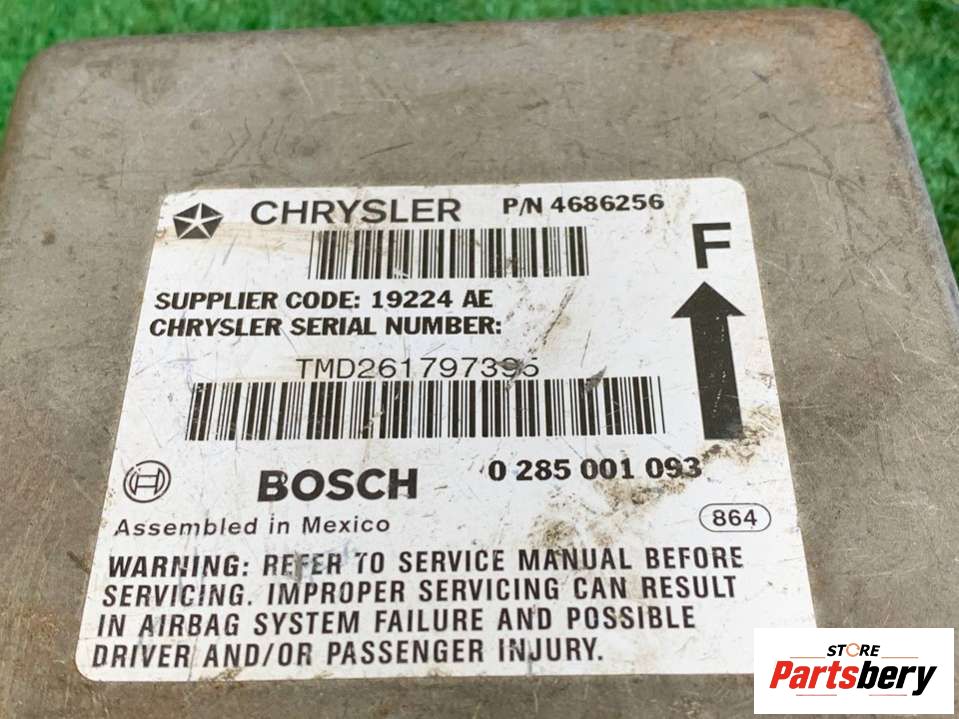 CHRYSLER P/N 4686256
F
SUPPLIER CODE: 19224 AE
CHRYSLER SERIAL NUMBER:
TMD261797395
BOSCH 0 285 001 093
Assembled in Mexico 864
WARNING: REFER TO SERVICE MANUAL BEFORE
SERVICING. IMPROPER SERVICING CAN RESULT
IN AIRBAG SYSTEM FAILURE AND POSSIBLE
DRIVER AND/OR PASSENGER INJURY.
STORE
Partsbery